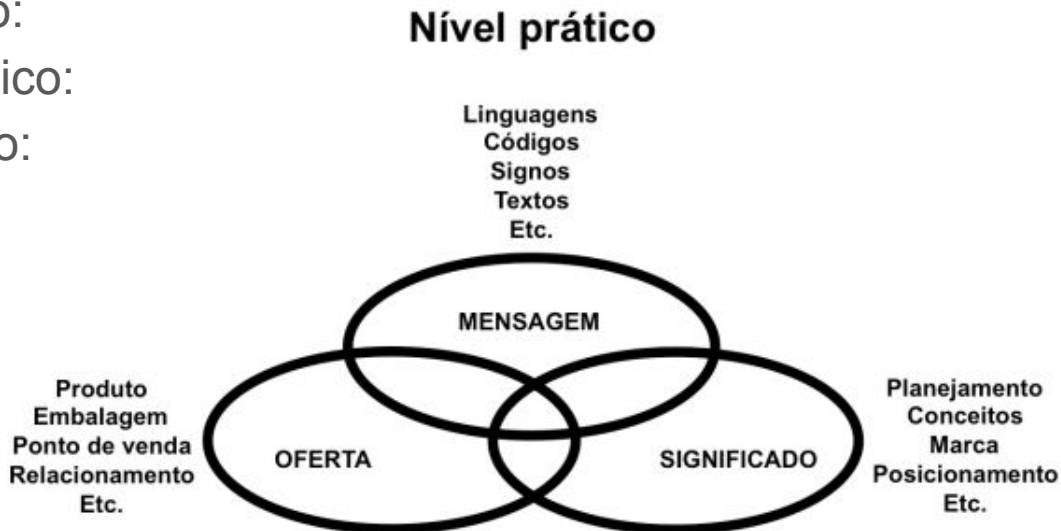 o:
ico:
o:
Nível prático
Linguagens
Códigos
Signos
Textos
Etc.
MENSAGEM
Produto
Embalagem
Ponto de venda
Relacionamento
Etc.
OFERTA
SIGNIFICADO
Planejamento
Conceitos
Marca
Posicionamento
Etc.